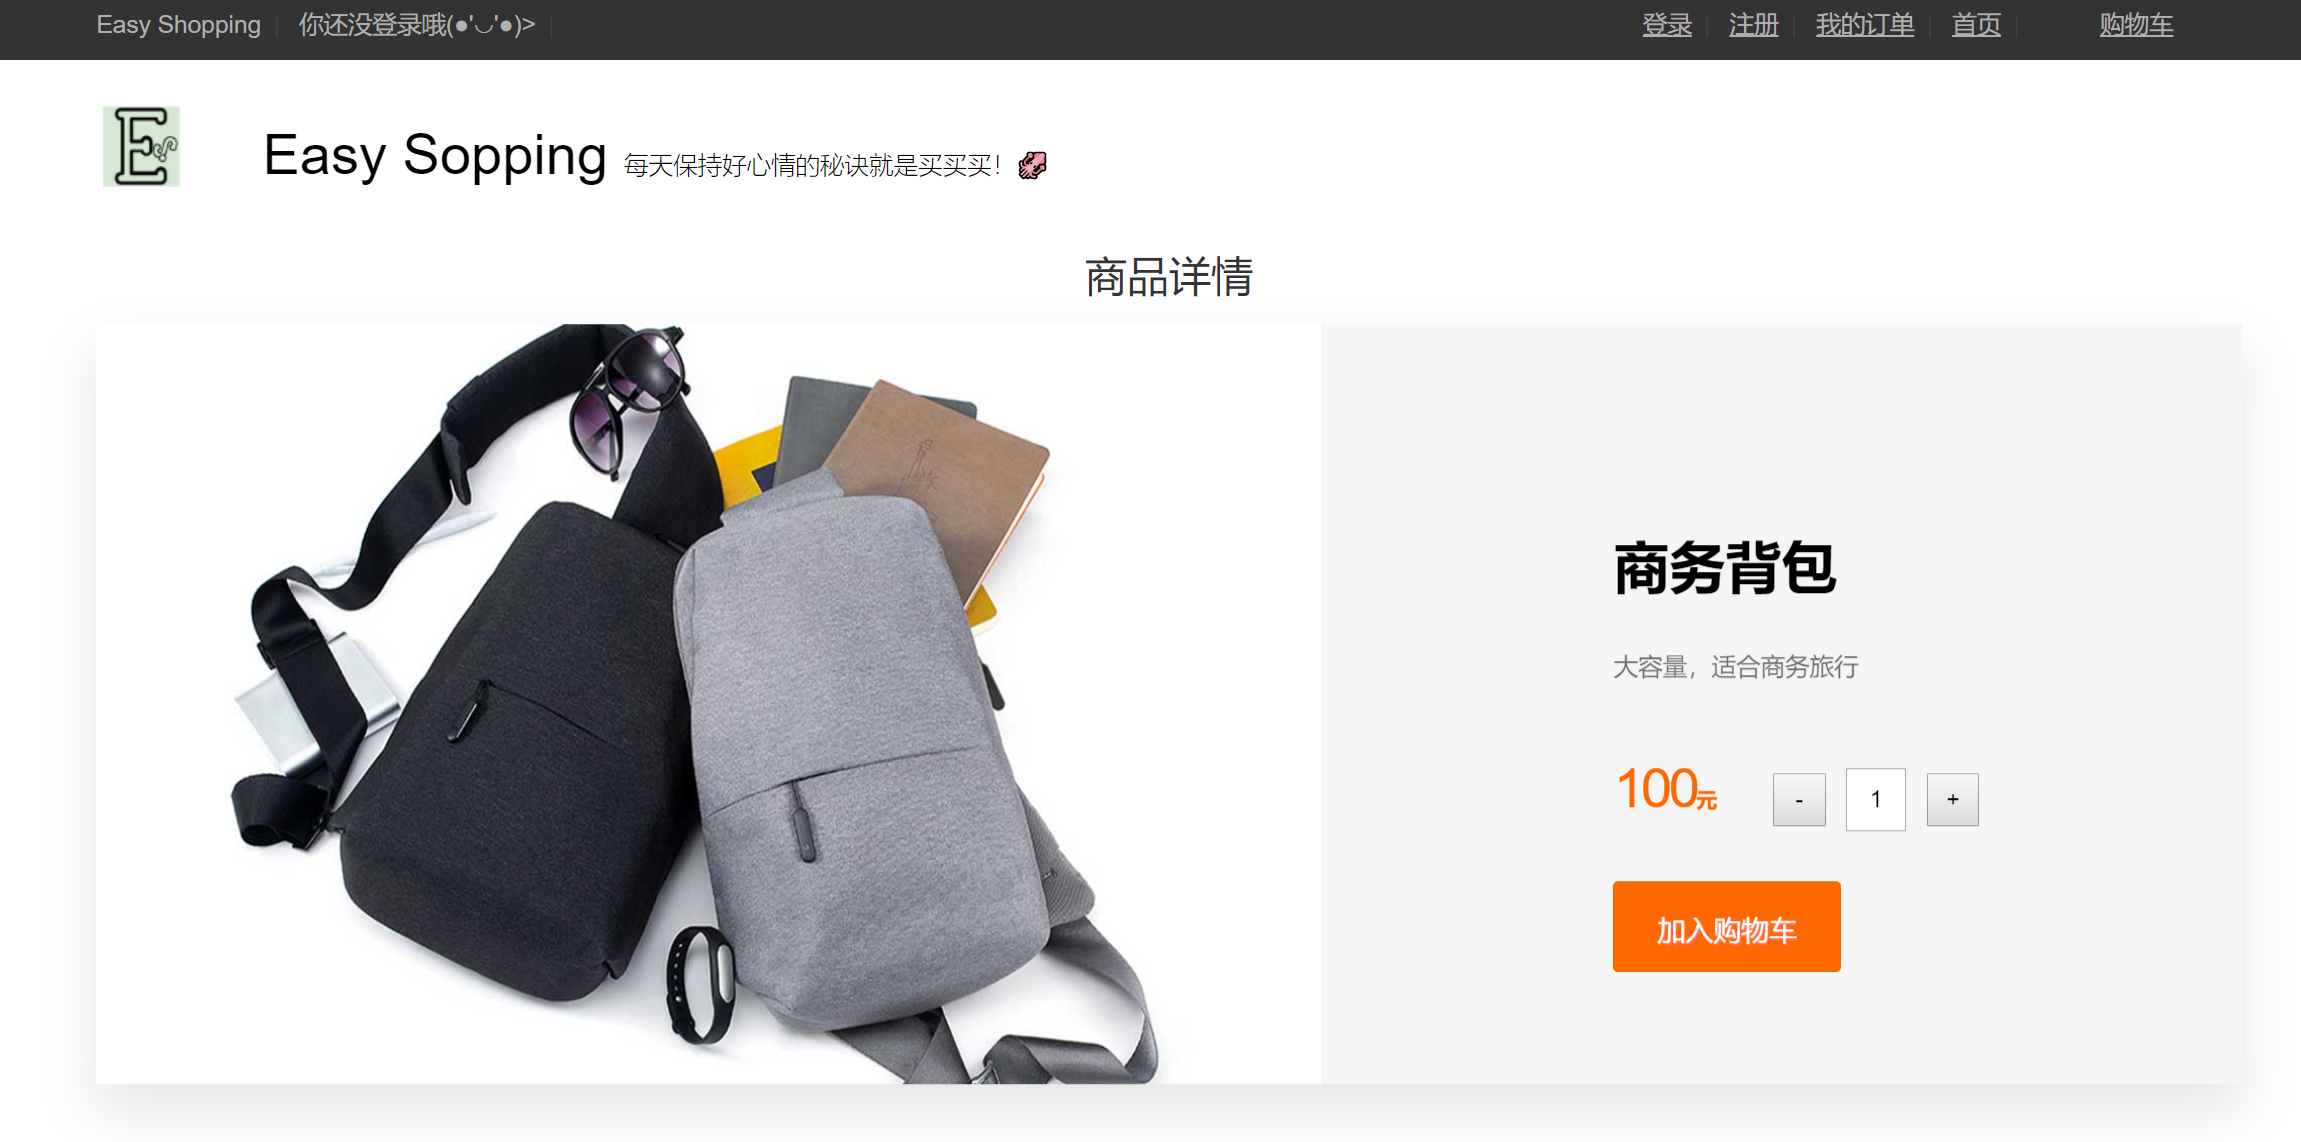 Easy Shopping 你还没登录哦(●'◡'●)> 登录 注册 我的订单 首页 购物车
E
Easy Sopping 每天保持好心情的秘诀就是买买买！
商品详情
商务背包
大容量，适合商务旅行
100元 - 1 +
加入购物车